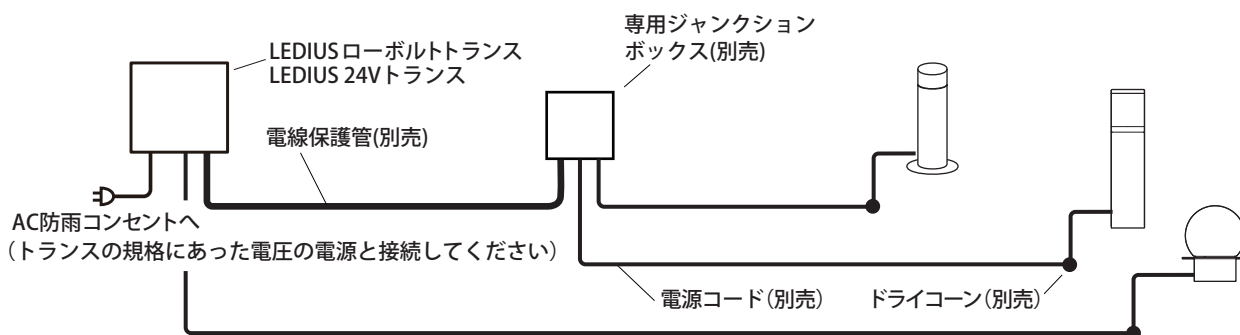 LEDIUSローボルトトランス
LEDIUS 24Vトランス
専用ジャンクション
ボックス(別売)
電線保護管(別売)
AC防雨コンセントへ
（トランスの規格にあった電圧の電源と接続してください）
電源コード（別売）
ドライコーン（別売）